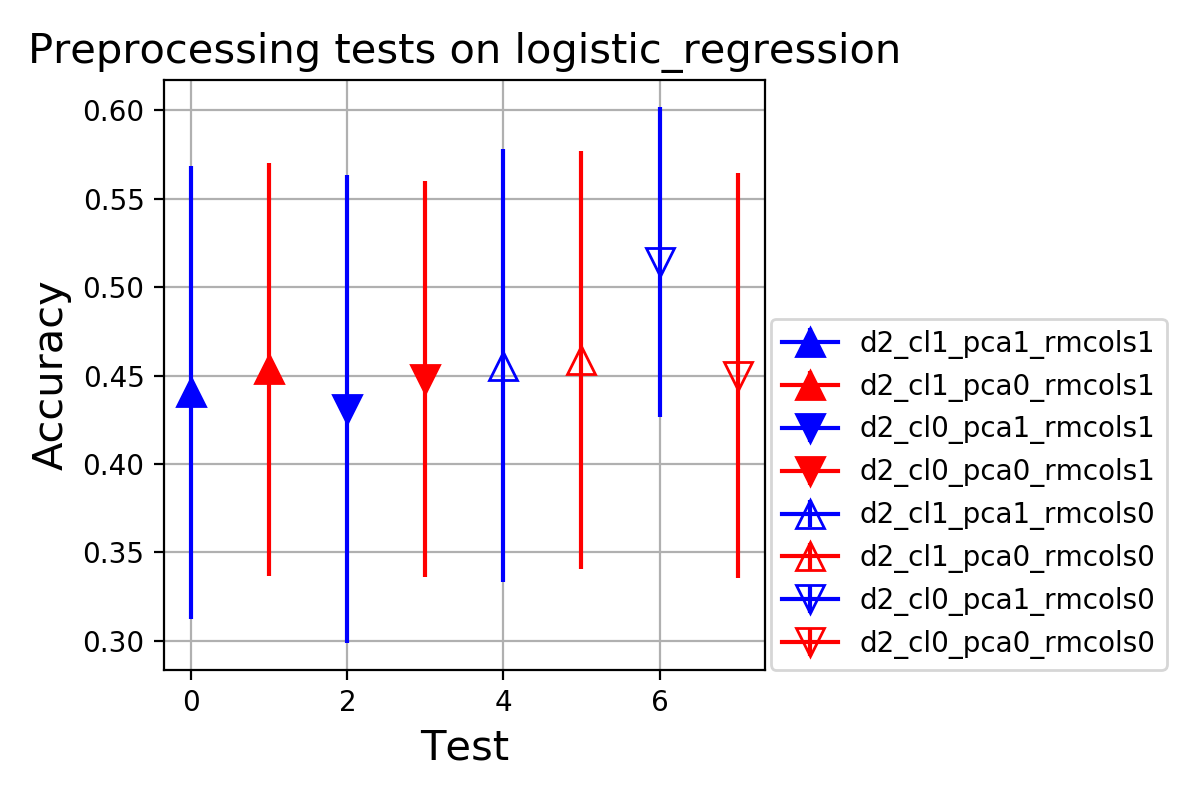 Preprocessing tests on logistic_regression
0.60
0.55
0.50
0.45
0.40
0.35
0.30
Accuracy
0 2 4 6
Test
d2_cl1_pca1_rmcols1
d2_cl1_pca0_rmcols1
d2_cl0_pca1_rmcols1
d2_cl0_pca0_rmcols1
d2_cl1_pca1_rmcols0
d2_cl1_pca0_rmcols0
d2_cl0_pca1_rmcols0
d2_cl0_pca0_rmcols0